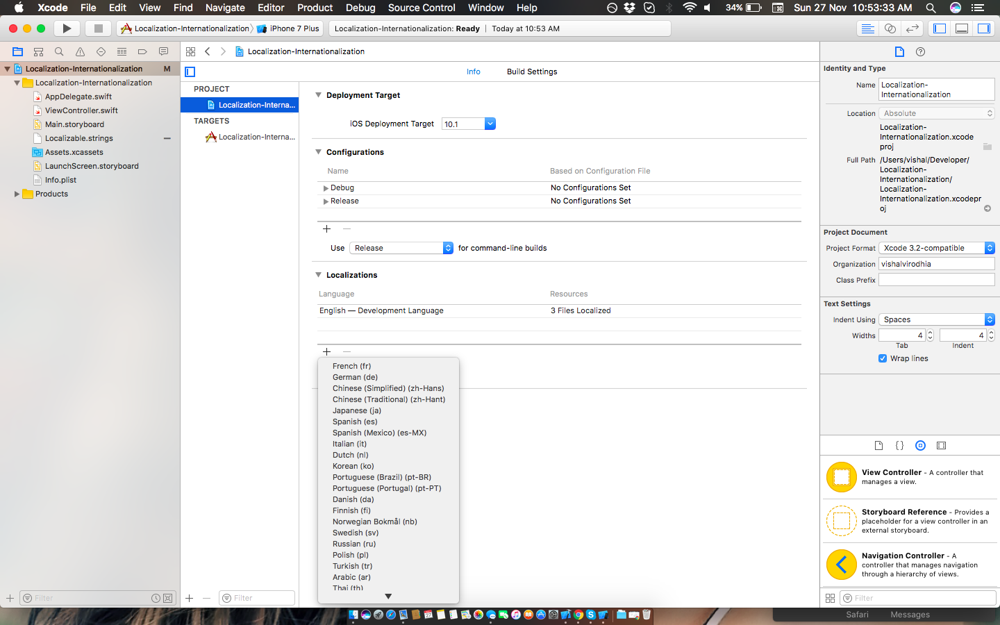 Xcode File Edit View Find Navigate Editor Product Debug Source Control Window Help 34% Sun 27 Nov 10:53:33 AM
Localization-Internationalization iPhone 7 Plus Localization-Internationalization: Ready Today at 10:53 AM
Localization-Internationalization
Localization-Internationalization M
Localization-Internationalization
AppDelegate.swift
ViewController.swift
Main.storyboard
Localizable.strings
Assets.xcassets
LaunchScreen.storyboard
Info.plist
Products
Filter
Info Build Settings
PROJECT
Localization-Interna...
TARGETS
Localization-Interna...
Filter
Deployment Target
iOS Deployment Target 10.1
Configurations
Name Based on Configuration File
Debug No Configurations Set
Release No Configurations Set
Use Release for command-line builds
Localizations
Language Resources
English — Development Language 3 Files Localized
French (fr)
German (de)
Chinese (Simplified) (zh-Hans)
Chinese (Traditional) (zh-Hant)
Japanese (ja)
Spanish (es)
Spanish (Mexico) (es-MX)
Italian (it)
Dutch (nl)
Korean (ko)
Portuguese (Brazil) (pt-BR)
Portuguese (Portugal) (pt-PT)
Danish (da)
Finnish (fi)
Norwegian Bokmål (nb)
Swedish (sv)
Russian (ru)
Polish (pl)
Turkish (tr)
Arabic (ar)
Thai (th)
Identity and Type
Name Localization-
Internationalization
Location Absolute
Localization-
Internationalization.xcode
proj
Full Path /Users/vishal/Developer/
Localization-
Internationalization/
Localization-
Internationalization.xcodepr
oj
Project Document
Project Format Xcode 3.2-compatible
Organization vishalvirodhia
Class Prefix
Text Settings
Indent Using Spaces
Widths 4 4
Tab Indent
Wrap lines
View Controller - A controller that
manages a view.
Storyboard Reference - Provides a
placeholder for a view controller in an
external storyboard.
Navigation Controller - A
controller that manages navigation
through a hierarchy of views.
Filter
Safari Messages